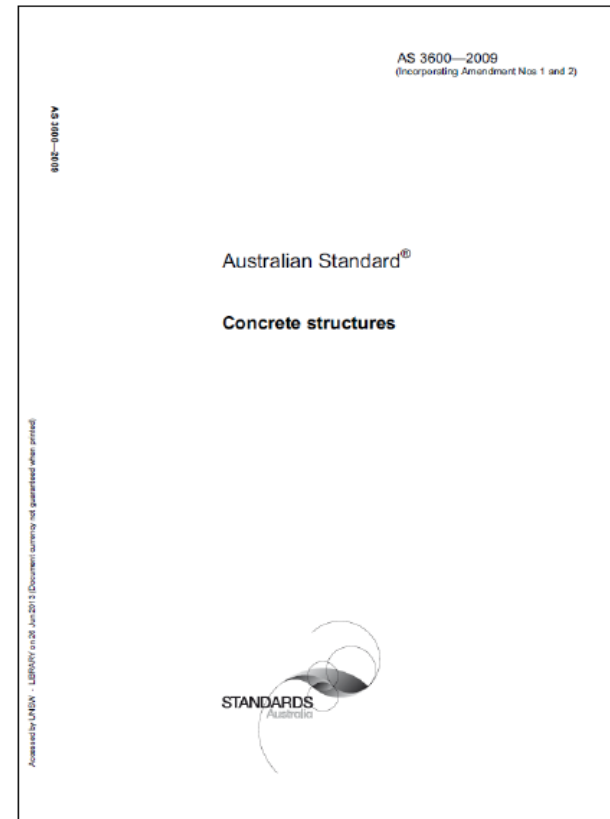 AS 3600—2009
(Incorporating Amendment Nos 1 and 2)
AS 3600—2009
Australian Standard®
Concrete structures
Accessed by UNSW - LIBRARY on 26 Jun 2013 (Document currency not guaranteed when printed)
STANDARDS
Australia